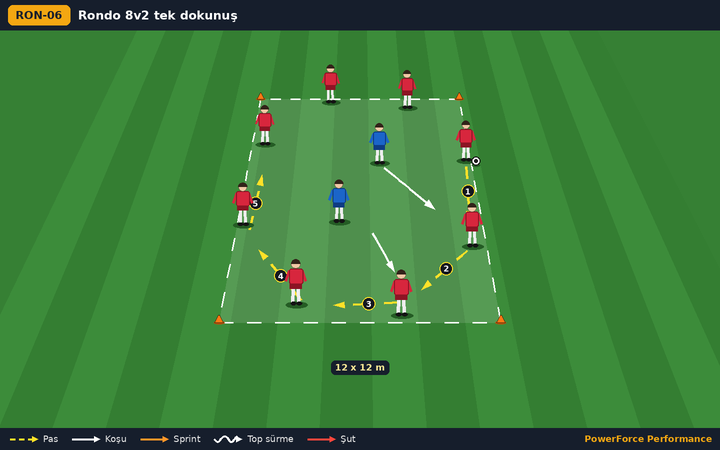 RON-06 Rondo 8v2 tek dokunuş
1
5
2
4
3
12 x 12 m
Pas Koşu Sprint Top sürme Şut PowerForce Performance